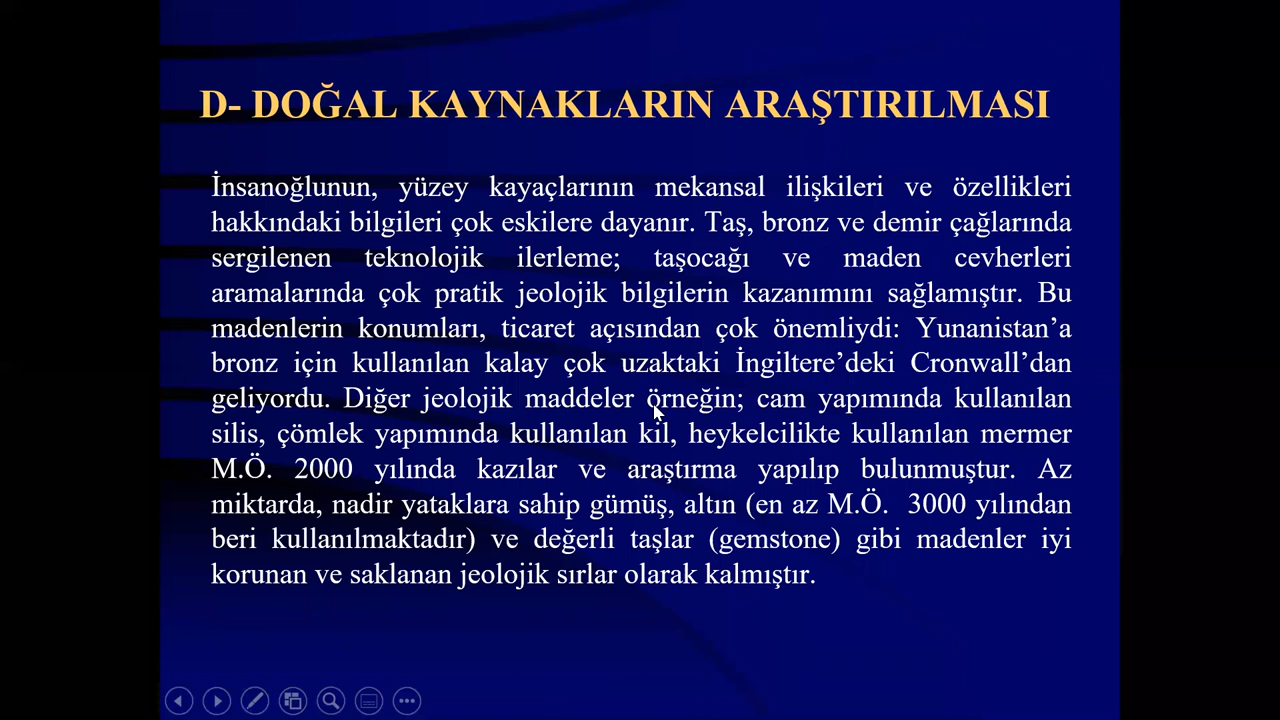 D- DOĞAL KAYNAKLARIN ARAŞTIRILMASI
İnsanoğlunun, yüzey kayaçlarının mekansal ilişkileri ve özellikleri
hakkındaki bilgileri çok eskilere dayanır. Taş, bronz ve demir çağlarında
sergilenen teknolojik ilerleme; taşocağı ve maden cevherleri
aramalarında çok pratik jeolojik bilgilerin kazanımını sağlamıştır. Bu
madenlerin konumları, ticaret açısından çok önemliydi: Yunanistan’a
bronz için kullanılan kalay çok uzaktaki İngiltere’deki Cronwall’dan
geliyordu. Diğer jeolojik maddeler örneğin; cam yapımında kullanılan
silis, çömlek yapımında kullanılan kil, heykelcilikte kullanılan mermer
M.Ö. 2000 yılında kazılar ve araştırma yapılıp bulunmuştur. Az
miktarda, nadir yataklara sahip gümüş, altın (en az M.Ö. 3000 yılından
beri kullanılmaktadır) ve değerli taşlar (gemstone) gibi madenler iyi
korunan ve saklanan jeolojik sırlar olarak kalmıştır.